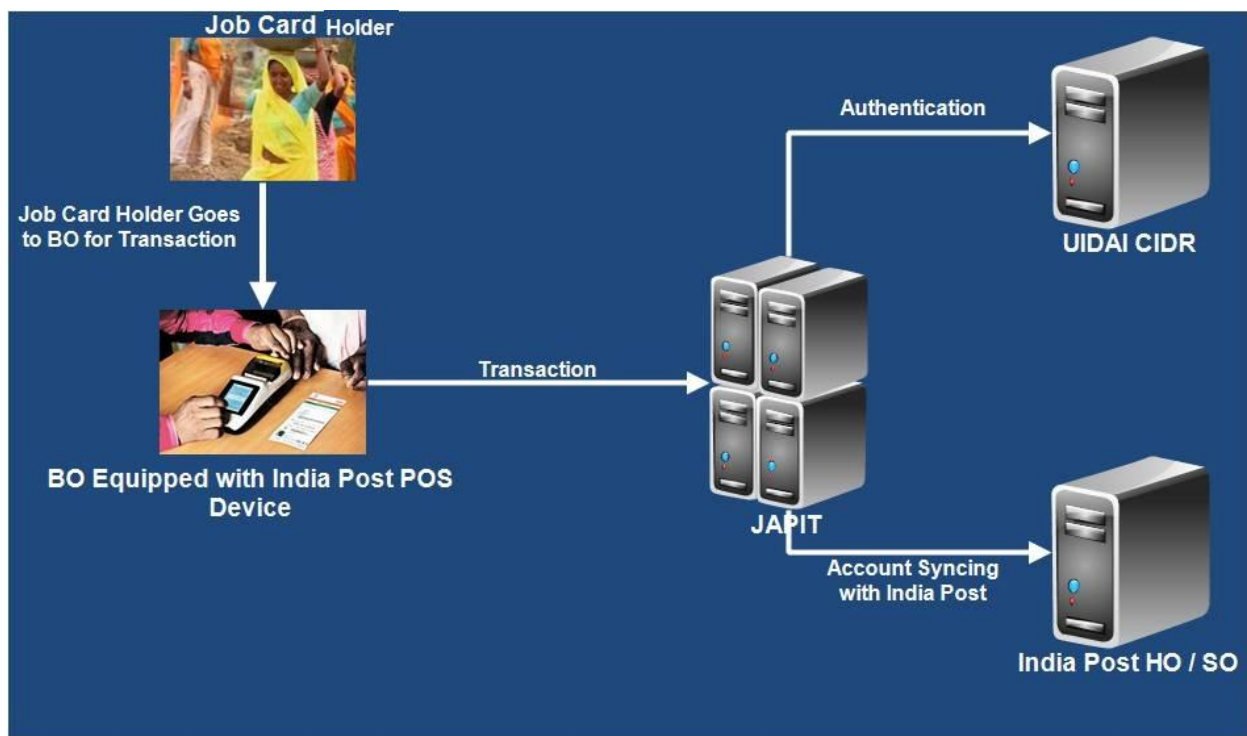 Job Card Holder
Job Card Holder Goes
to BO for Transaction
BO Equipped with India Post POS
Device
Transaction
JAPIT
Authentication
UIDAI CIDR
Account Syncing
with India Post
India Post HO / SO